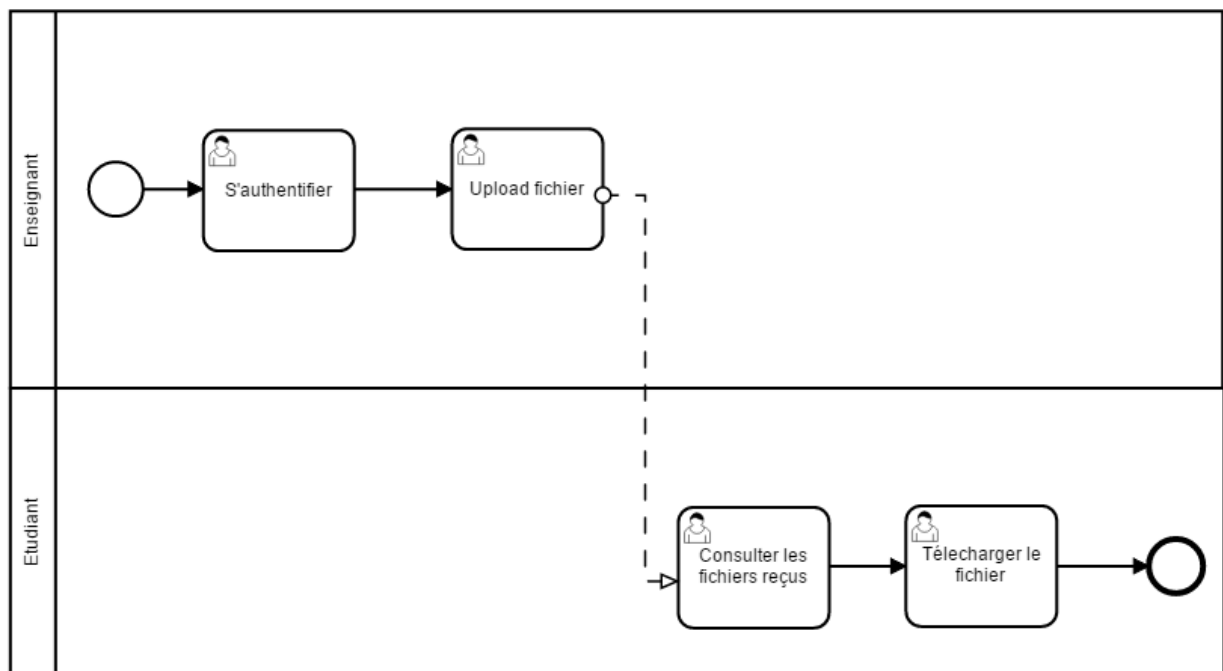 Enseignant
S'authentifier
Upload fichier
Etudiant
Consulter les
fichiers reçus
Télecharger le
fichier